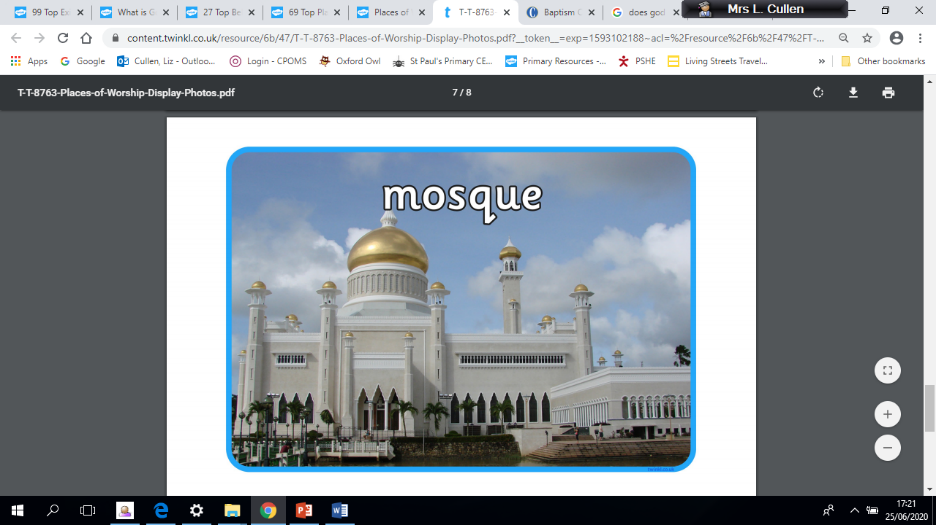 99 Top Ex
What is G
27 Top Be
69 Top Pl
Places of
T-T-8763-
Baptism C
does god
Mrs L. Cullen
content.twinkl.co.uk/resource/6b/47/T-T-8763-Places-of-Worship-Display-Photos.pdf?__token__=exp=1593102188~acl=%2Fresource%2F6b%2F47%2FT-...
Apps
Google
Cullen, Liz - Outloo...
Login - CPOMS
Oxford Owl
St Paul's Primary CE...
Primary Resources -...
PSHE
Living Streets Travel...
»
Other bookmarks
T-T-8763-Places-of-Worship-Display-Photos.pdf
7 / 8
mosque
17:21
25/06/2020